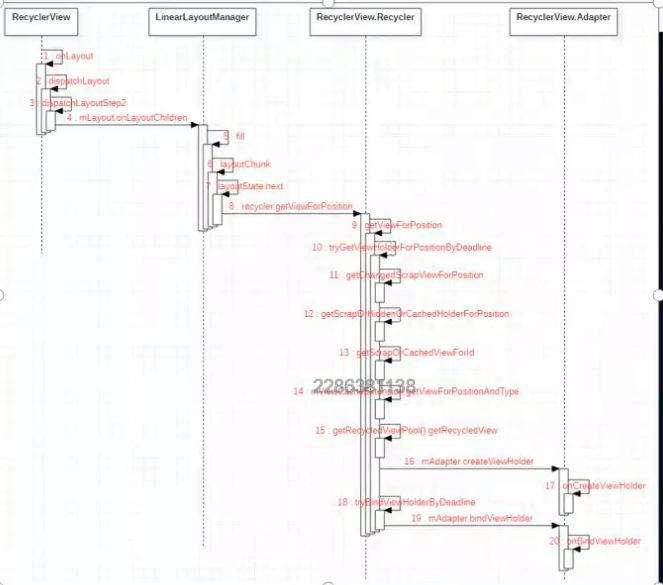 RecyclerView
LinearLayoutManager
RecyclerView.Recycler
RecyclerView.Adapter
1 : onLayout
2 : dispatchLayout
3 : dispatchLayoutStep2
4 : mLayout.onLayoutChildren
5 : fill
6 : layoutChunk
7 : layoutState.next
8 : recycler.getViewForPosition
9 : getViewForPosition
10 : tryGetViewHolderForPositionByDeadline
11 : getChangedScrapViewForPosition
12 : getScrapOrHiddenOrCachedHolderForPosition
13 : getScrapOrCachedViewForId
2286381138
14 : mViewCacheExtension.getViewForPositionAndType
15 : getRecycledViewPool().getRecycledView
16 : mAdapter.createViewHolder
17 : onCreateViewHolder
18 : tryBindViewHolderByDeadline
19 : mAdapter.bindViewHolder
20 : onBindViewHolder